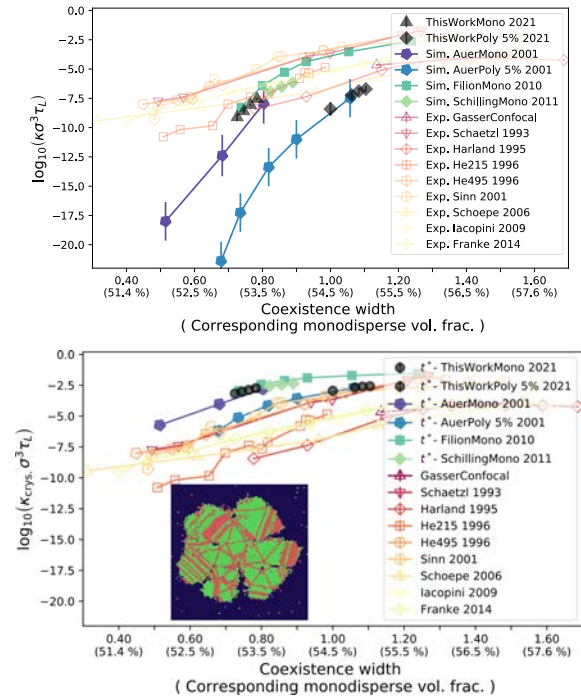 0.0
−2.5
−5.0
−7.5
−10.0
−12.5
−15.0
−17.5
−20.0
log₁₀(κσ³τ_L)
ThisWorkMono 2021
ThisWorkPoly 5% 2021
Sim. AuerMono 2001
Sim. AuerPoly 5% 2001
Sim. FilionMono 2010
Sim. SchillingMono 2011
Exp. GasserConfocal
Exp. Schaetzl 1993
Exp. Harland 1995
Exp. He215 1996
Exp. He495 1996
Exp. Sinn 2001
Exp. Schoepe 2006
Exp. Iacopini 2009
Exp. Franke 2014
0.40 0.60 0.80 1.00 1.20 1.40 1.60
(51.4 %) (52.5 %) (53.5 %) (54.5 %) (55.5 %) (56.5 %) (57.6 %)
Coexistence width
( Corresponding monodisperse vol. frac. )
0.0
−2.5
−5.0
−7.5
−10.0
−12.5
−15.0
−17.5
−20.0
log₁₀(κ_crys. σ³τ_L)
t*- ThisWorkMono 2021
t*- ThisWorkPoly 5% 2021
t*- AuerMono 2001
t*- AuerPoly 5% 2001
t*- FilionMono 2010
t*- SchillingMono 2011
GasserConfocal
Schaetzl 1993
Harland 1995
He215 1996
He495 1996
Sinn 2001
Schoepe 2006
Iacopini 2009
Franke 2014
0.40 0.60 0.80 1.00 1.20 1.40 1.60
(51.4 %) (52.5 %) (53.5 %) (54.5 %) (55.5 %) (56.5 %) (57.6 %)
Coexistence width
( Corresponding monodisperse vol. frac. )